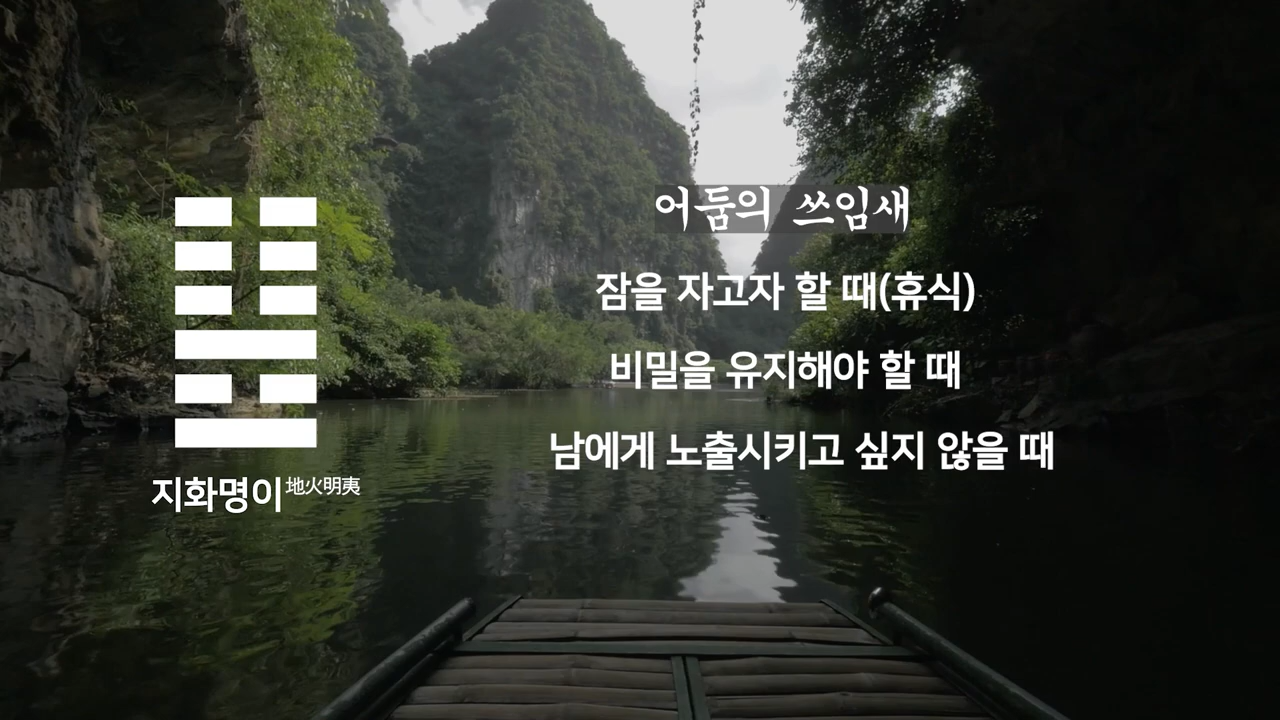 어둠의 쓰임새
잠을 자고자 할 때(휴식)
비밀을 유지해야 할 때
남에게 노출시키고 싶지 않을 때
지화명이地火明夷